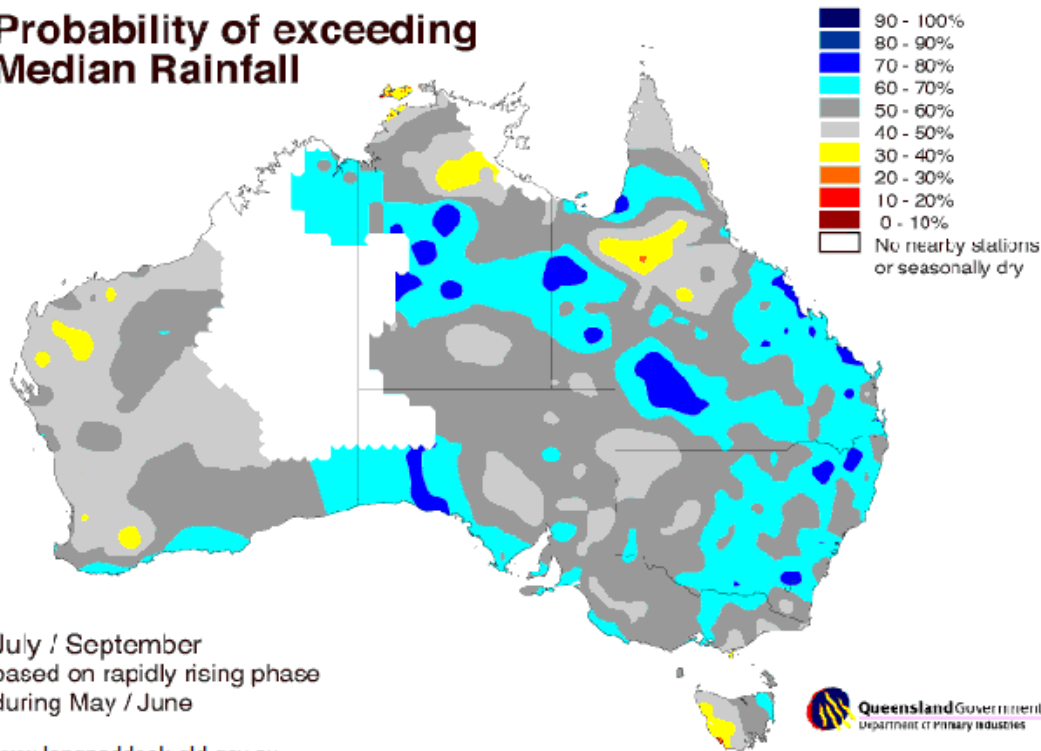 Probability of exceeding
Median Rainfall
90 - 100%
80 - 90%
70 - 80%
60 - 70%
50 - 60%
40 - 50%
30 - 40%
20 - 30%
10 - 20%
0 - 10%
No nearby stations
or seasonally dry
July / September
based on rapidly rising phase
during May / June
Queensland Government
Department of Primary Industries